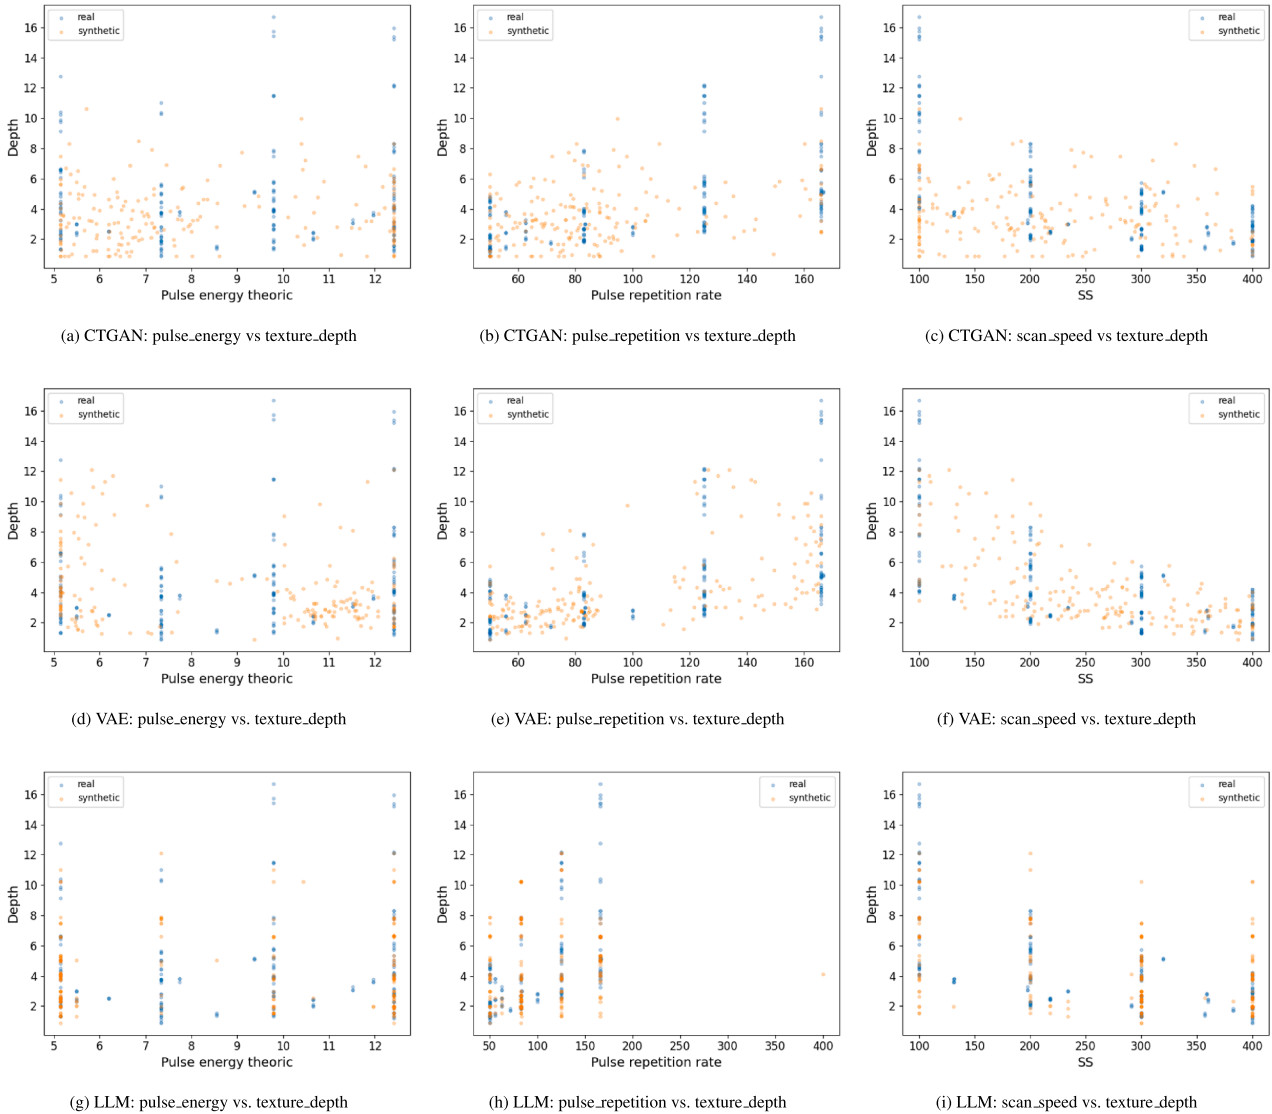 real
synthetic
16
14
12
10
8
6
4
2
Depth
5 6 7 8 9 10 11 12
Pulse energy theoric
(a) CTGAN: pulse_energy vs texture_depth
real
synthetic
16
14
12
10
8
6
4
2
Depth
60 80 100 120 140 160
Pulse repetition rate
(b) CTGAN: pulse_repetition vs texture_depth
real
synthetic
16
14
12
10
8
6
4
2
Depth
100 150 200 250 300 350 400
SS
(c) CTGAN: scan_speed vs texture_depth
real
synthetic
16
14
12
10
8
6
4
2
Depth
5 6 7 8 9 10 11 12
Pulse energy theoric
(d) VAE: pulse_energy vs. texture_depth
real
synthetic
16
14
12
10
8
6
4
2
Depth
60 80 100 120 140 160
Pulse repetition rate
(e) VAE: pulse_repetition vs. texture_depth
real
synthetic
16
14
12
10
8
6
4
2
Depth
100 150 200 250 300 350 400
SS
(f) VAE: scan_speed vs. texture_depth
real
synthetic
16
14
12
10
8
6
4
2
Depth
5 6 7 8 9 10 11 12
Pulse energy theoric
(g) LLM: pulse_energy vs. texture_depth
real
synthetic
16
14
12
10
8
6
4
2
Depth
50 100 150 200 250 300 350 400
Pulse repetition rate
(h) LLM: pulse_repetition vs. texture_depth
real
synthetic
16
14
12
10
8
6
4
2
Depth
100 150 200 250 300 350 400
SS
(i) LLM: scan_speed vs. texture_depth